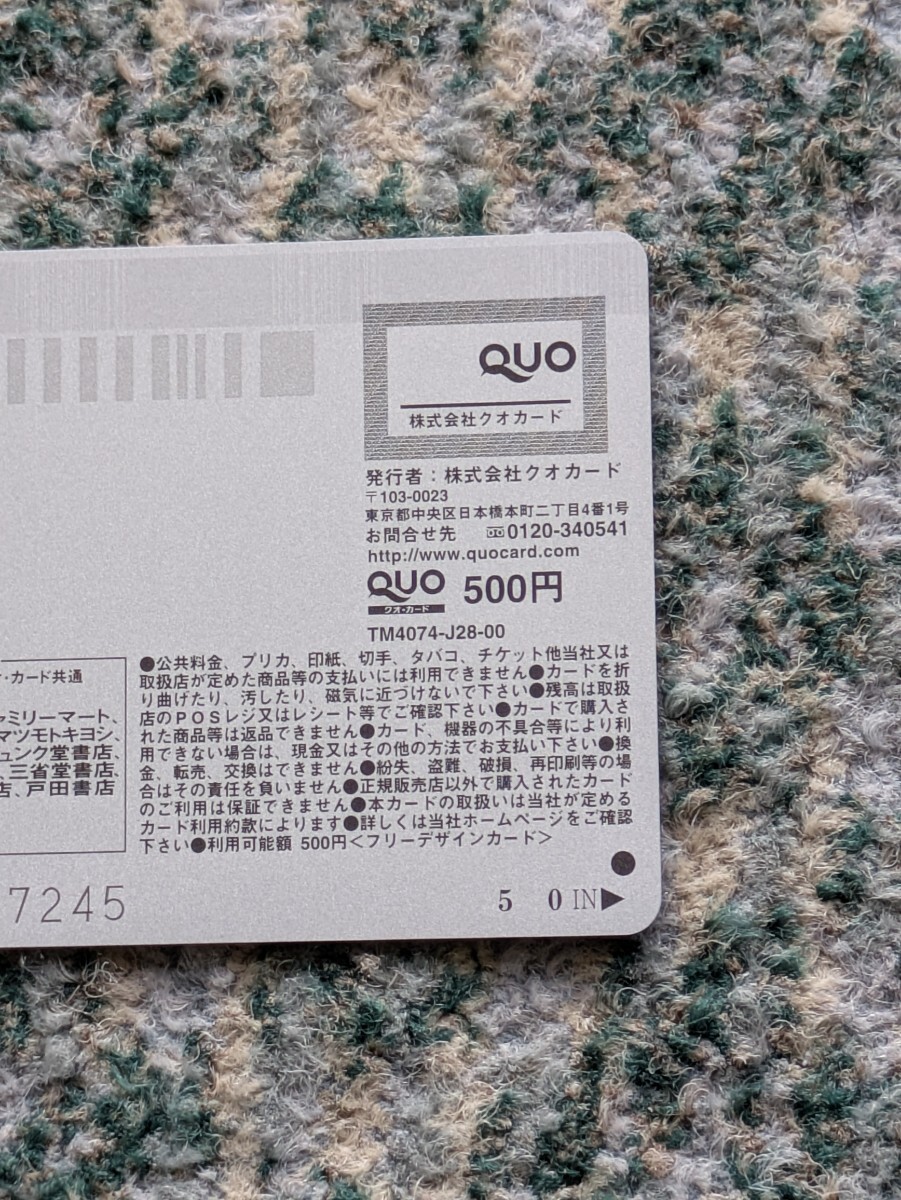 QUO
株式会社クオカード
発行者：株式会社クオカード
〒103-0023
東京都中央区日本橋本町二丁目4番1号
お問合せ先 0120-340541
http://www.quocard.com
QUO 500円
クオ・カード
TM4074-J28-00
・カード共通
ァミリーマート、
マツモトキヨシ、
ュンク堂書店、
、三省堂書店、
店、戸田書店
●公共料金、プリカ、印紙、切手、タバコ、チケット他当社又は
取扱店が定めた商品等の支払いには利用できません●カードを折
り曲げたり、汚したり、磁気に近づけないで下さい●残高は取扱
店のPOSレジ又はレシート等でご確認下さい●カードで購入さ
れた商品等は返品できません●カード、機器の不具合等により利
用できない場合は、現金又はその他の方法でお支払い下さい●換
金、転売、交換はできません●紛失、盗難、破損、再印刷等の場
合はその責任を負いません●正規販売店以外で購入されたカード
のご利用は保証できません●本カードの取扱いは当社が定める
カード利用約款によります●詳しくは当社ホームページをご確認
下さい●利用可能額 500円＜フリーデザインカード＞
7245
5 0 IN▶